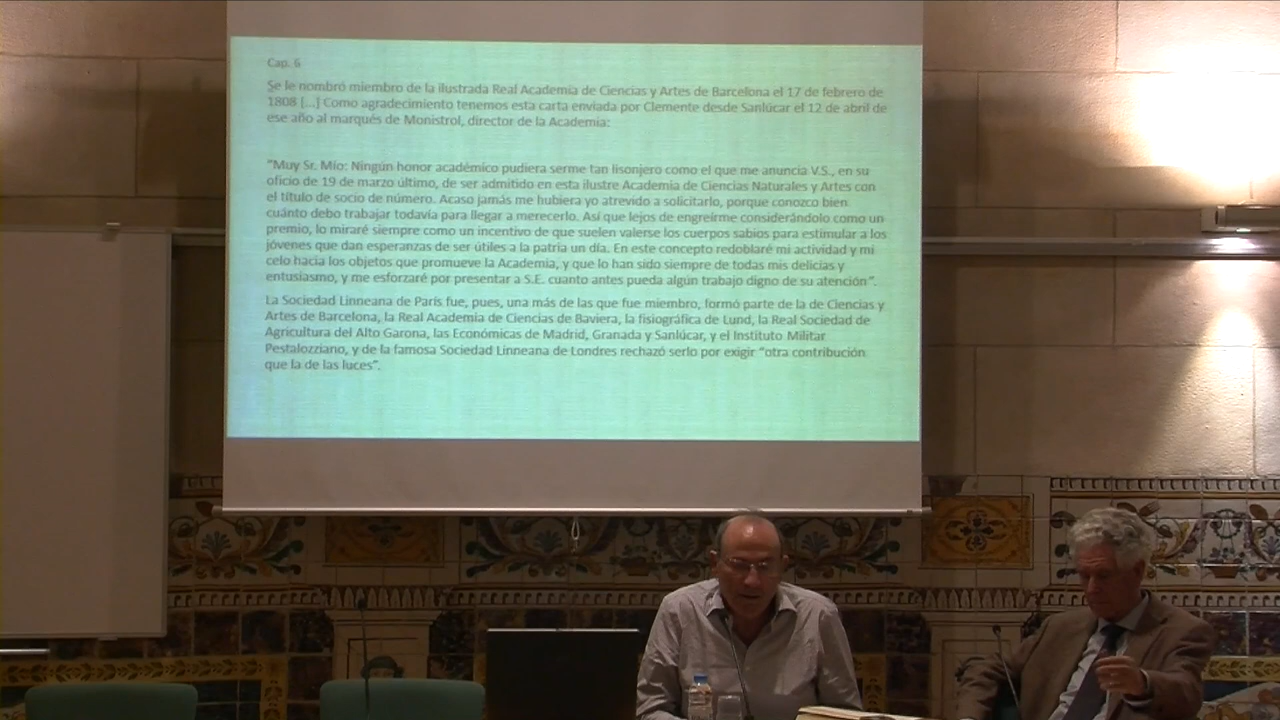 Cap. 6
Se le nombró miembro de la ilustrada Real Academia de Ciencias y Artes de Barcelona el 17 de febrero de
1808 [...] Como agradecimiento tenemos esta carta enviada por Clemente desde Sanlúcar el 12 de abril de
ese año al marqués de Monistrol, director de la Academia:
"Muy Sr. Mío: Ningún honor académico pudiera serme tan lisonjero como el que me anuncia V.S., en su
oficio de 19 de marzo último, de ser admitido en esta ilustre Academia de Ciencias Naturales y Artes con
el título de socio de número. Acaso jamás me hubiera yo atrevido a solicitarlo, porque conozco bien
cuánto debo trabajar todavía para llegar a merecerlo. Así que lejos de engreírme considerándolo como un
premio, lo miraré siempre como un incentivo de que suelen valerse los cuerpos sabios para estimular a los
jóvenes que dan esperanzas de ser útiles a la patria un día. En este concepto redoblaré mi actividad y mi
celo hacia los objetos que promueve la Academia, y que lo han sido siempre de todas mis delicias y
entusiasmo, y me esforzaré por presentar a S.E. cuanto antes pueda algún trabajo digno de su atención".
La Sociedad Linneana de París fue, pues, una más de las que fue miembro, formó parte de la de Ciencias y
Artes de Barcelona, la Real Academia de Ciencias de Baviera, la fisiográfica de Lund, la Real Sociedad de
Agricultura del Alto Garona, las Económicas de Madrid, Granada y Sanlúcar, y el Instituto Militar
Pestalozziano, y de la famosa Sociedad Linneana de Londres rechazó serlo por exigir "otra contribución
que la de las luces".